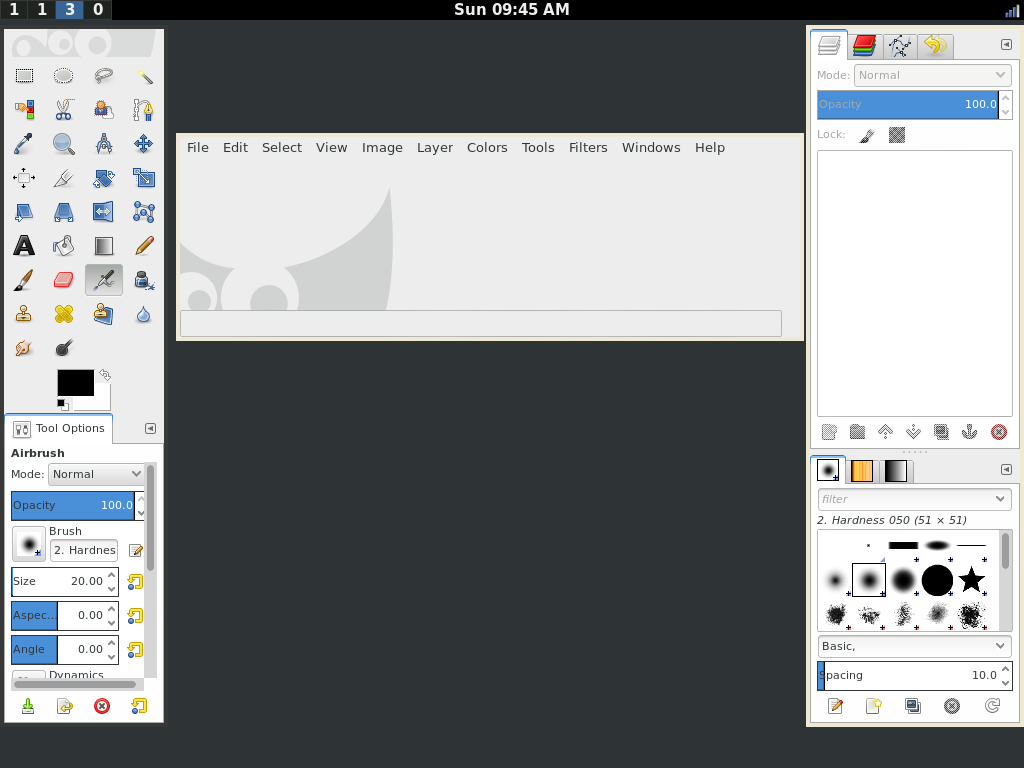 1 1 3 0 Sun 09:45 AM
File Edit Select View Image Layer Colors Tools Filters Windows Help
Tool Options
Airbrush
Mode: Normal
Opacity 100.0
Brush
2. Hardnes
Size 20.00
Aspec... 0.00
Angle 0.00
Dynamics
Mode: Normal
Opacity 100.0
Lock:
filter
2. Hardness 050 (51 × 51)
Basic,
Spacing 10.0